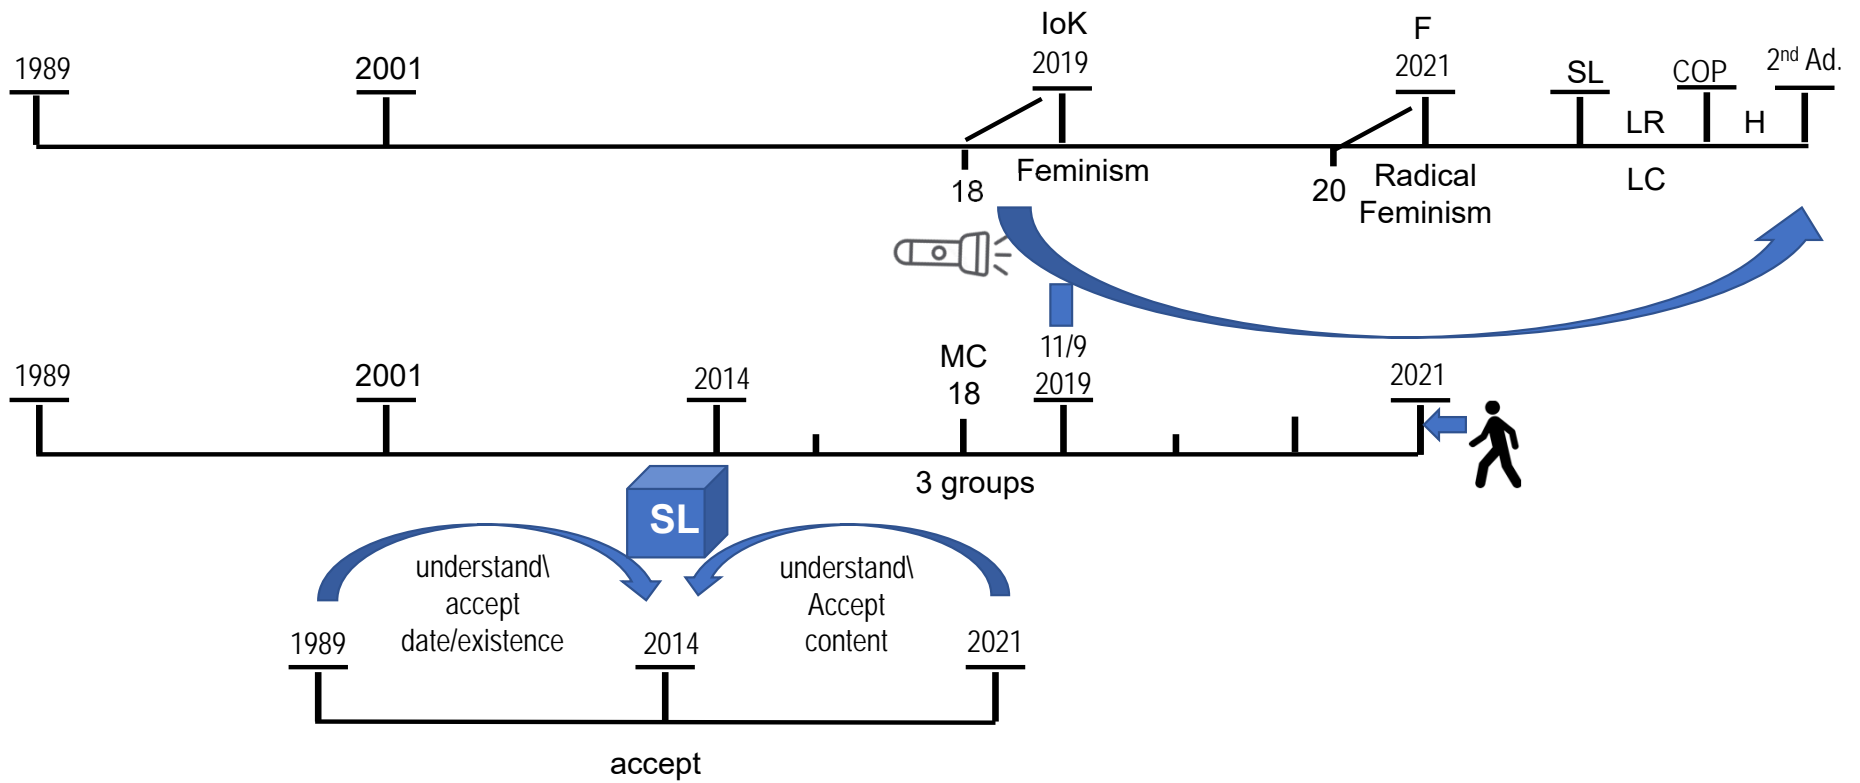 IoK
F
1989
2001
2019
2021
SL
COP
2nd Ad.
LR
H
18
Feminism
20
Radical
Feminism
LC
11/9
MC
1989
2001
2014
18
2019
2021
3 groups
SL
understand\
accept
date/existence
understand\
Accept
content
1989
2014
2021
accept